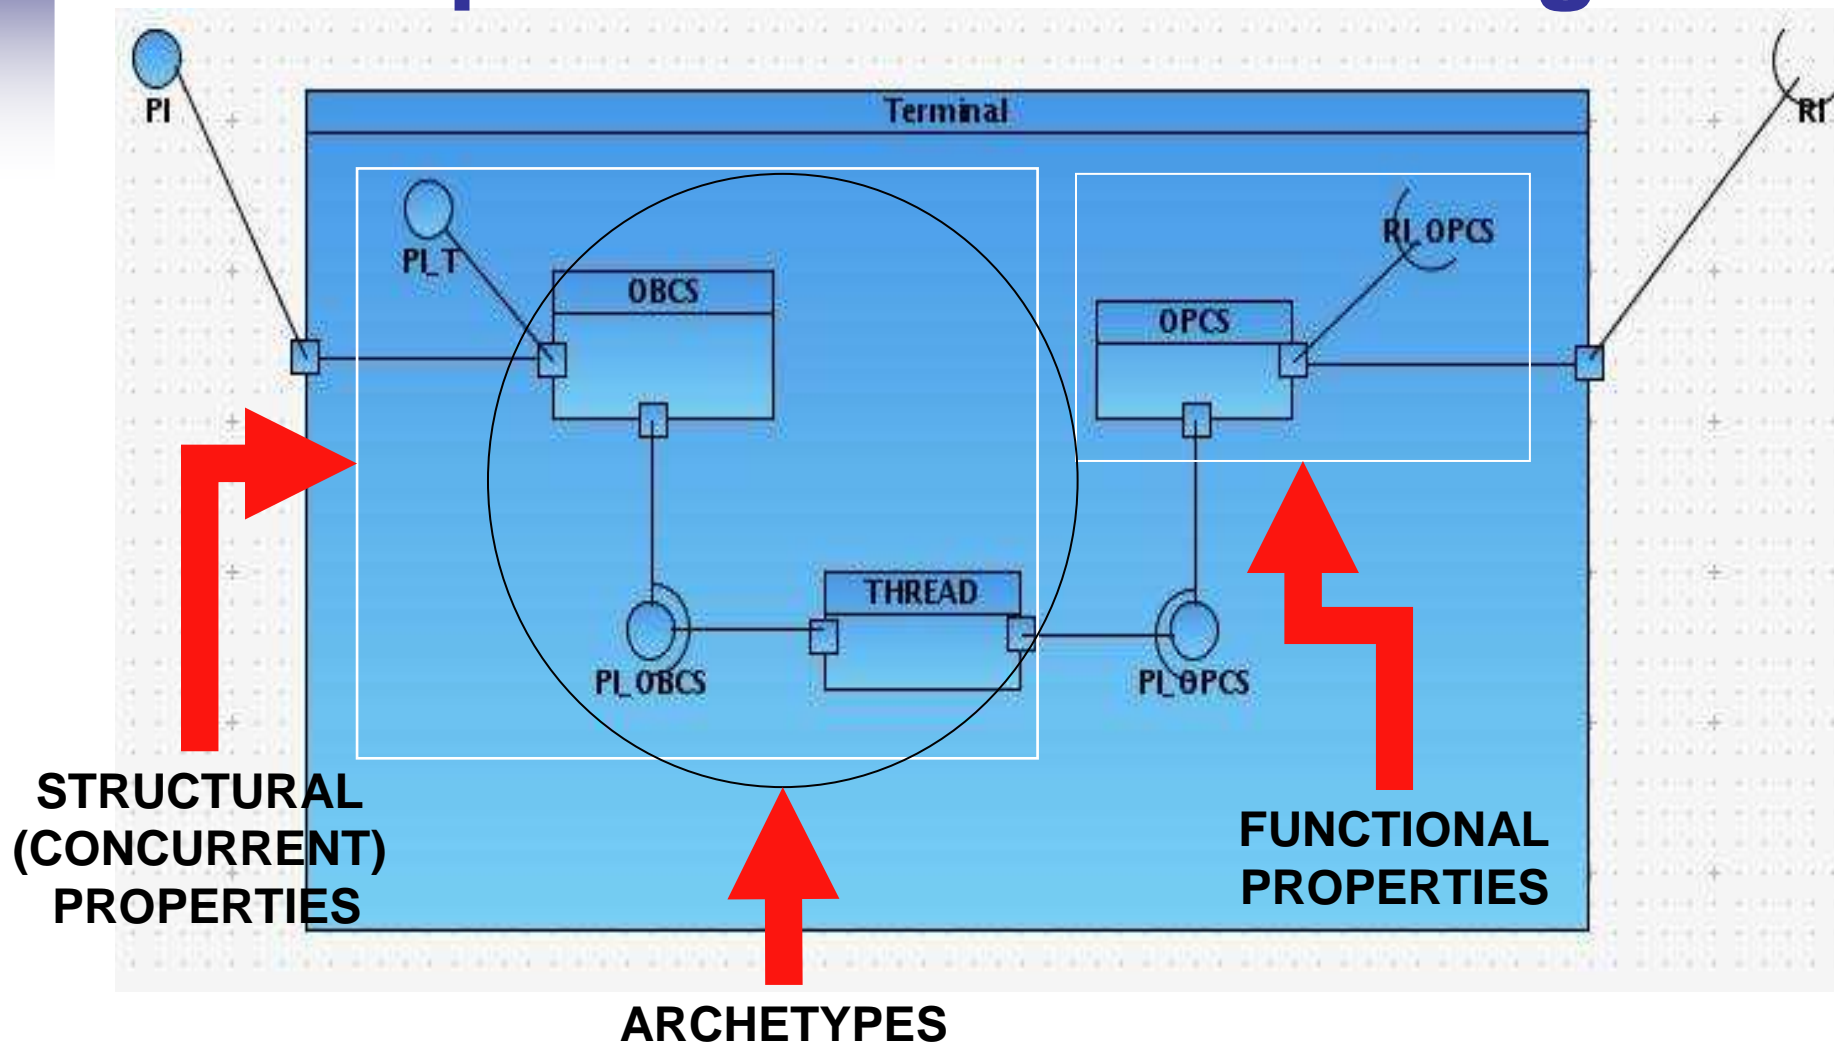 PI
RI
Terminal
PI_T
RI_OPCS
OBCS
OPCS
THREAD
PI_OBCS
PI_OPCS
STRUCTURAL
(CONCURRENT)
PROPERTIES
FUNCTIONAL
PROPERTIES
ARCHETYPES